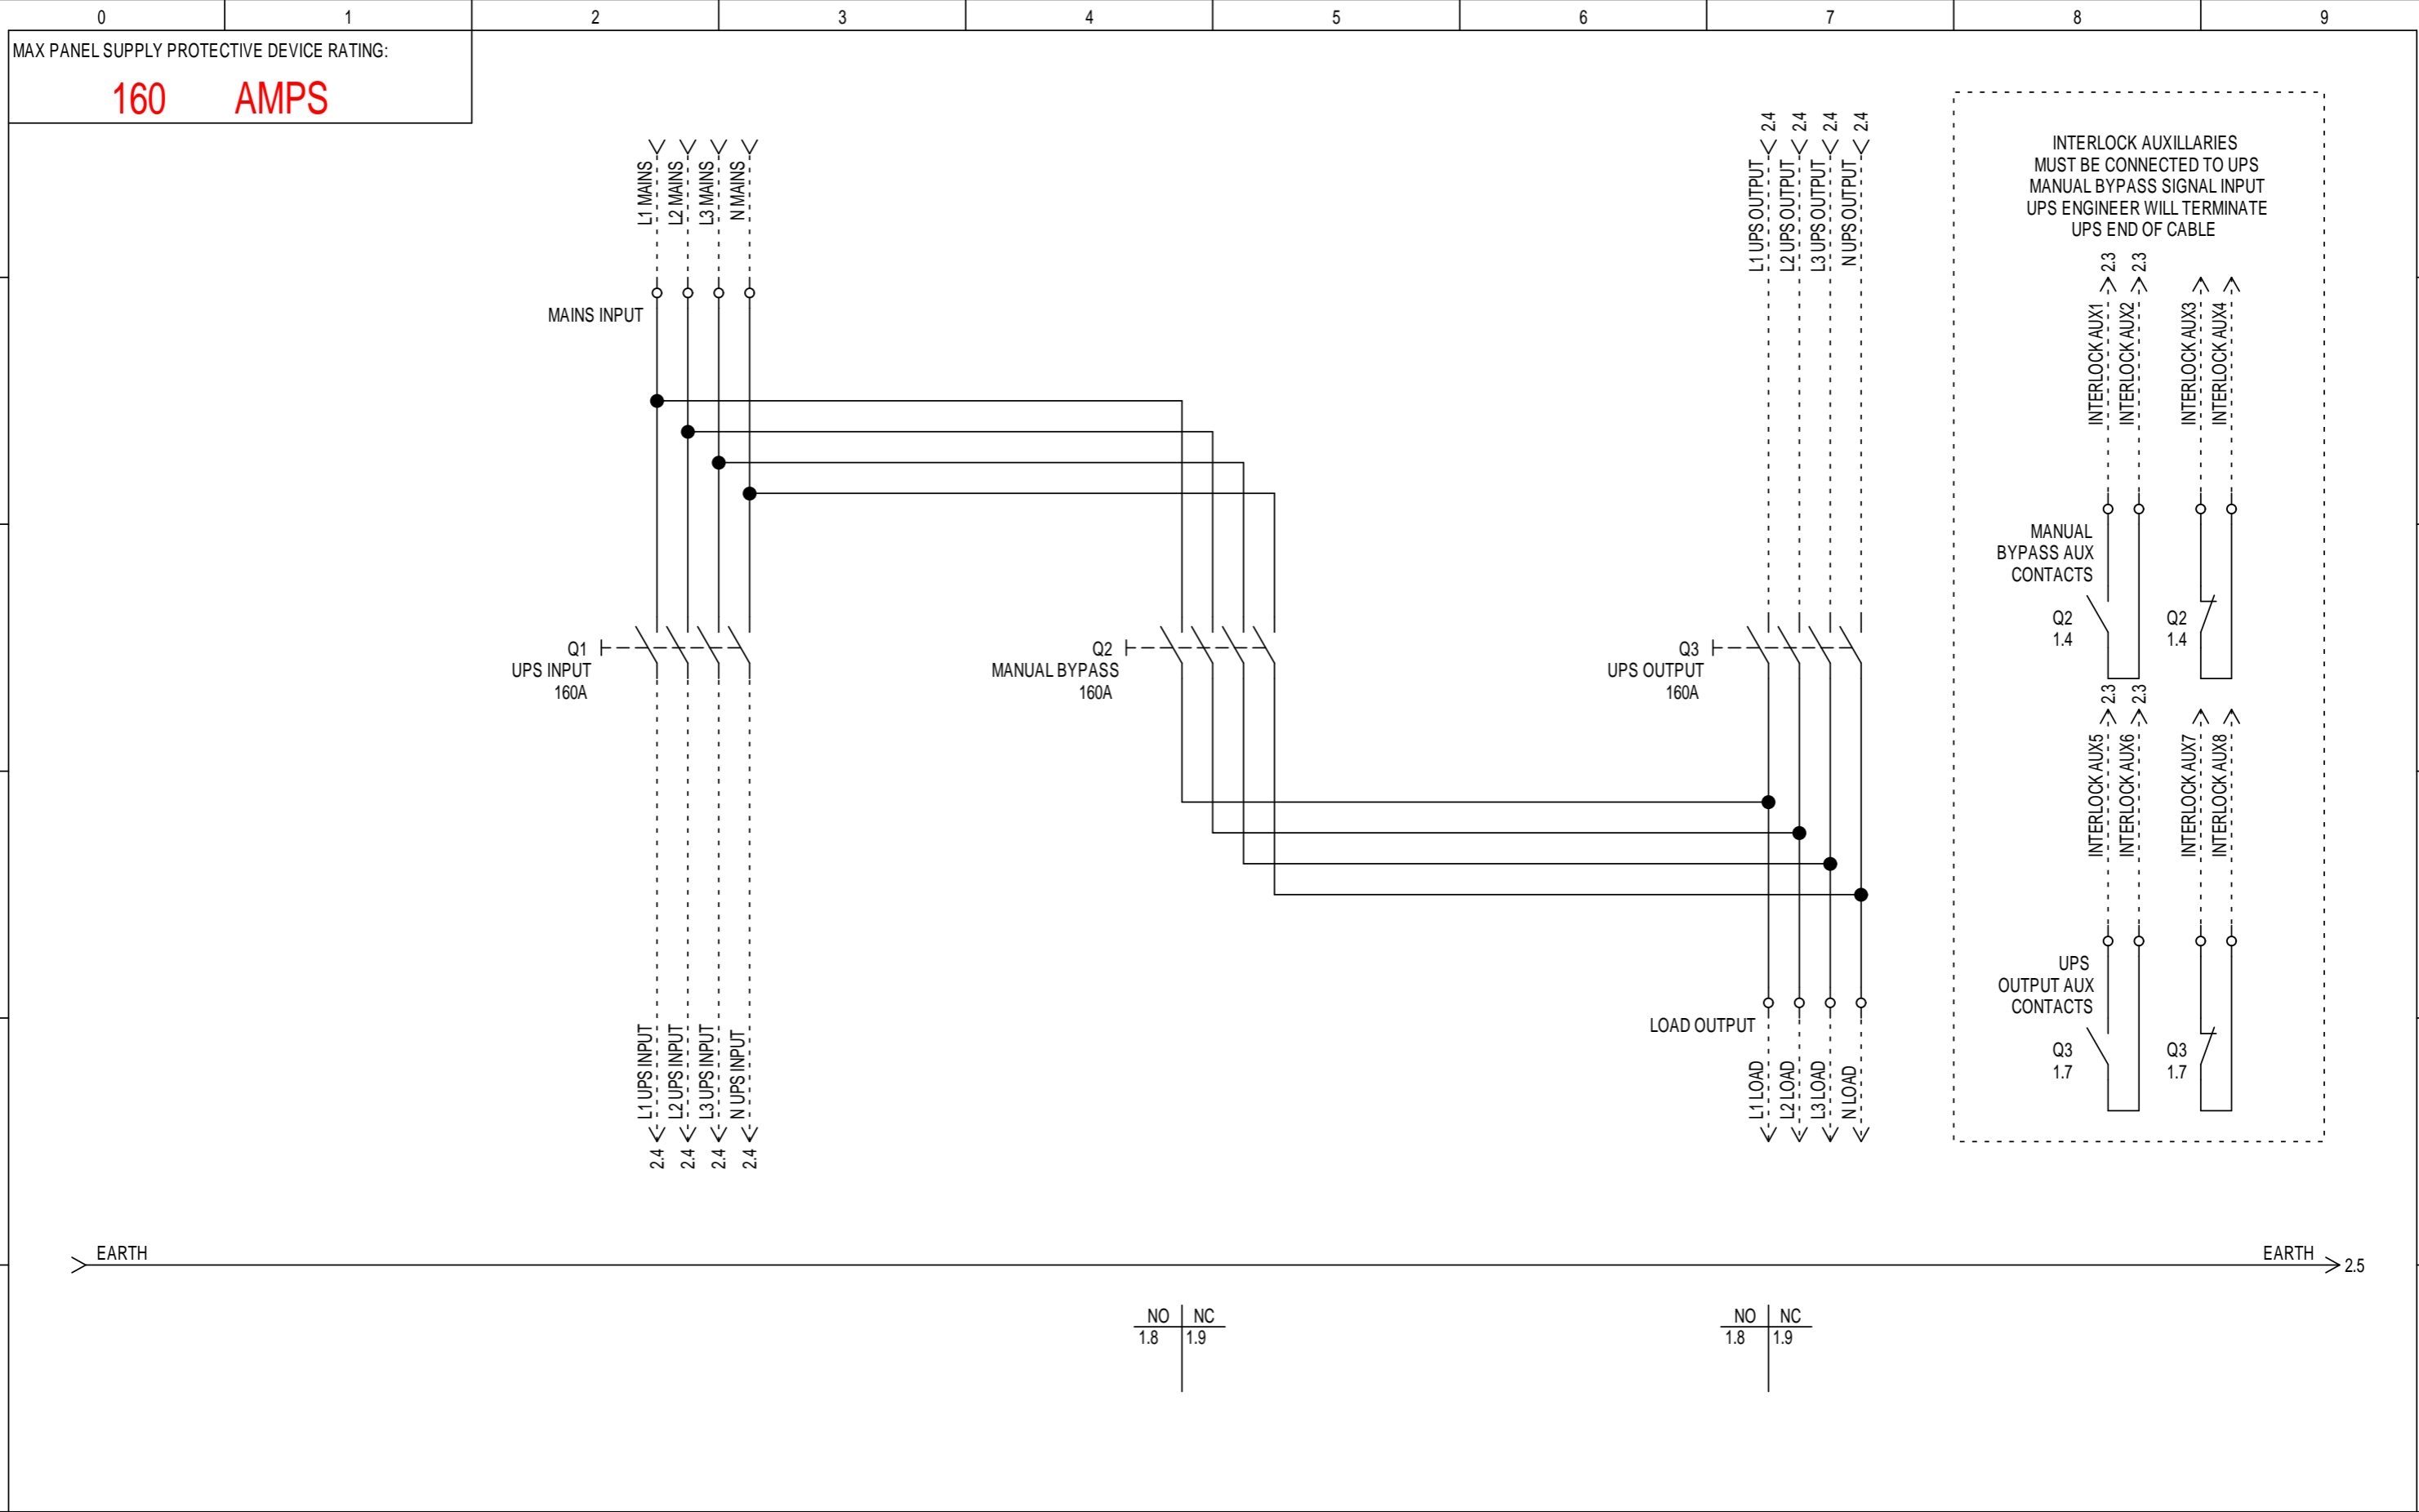 0 1 2 3 4 5 6 7 8 9
MAX PANEL SUPPLY PROTECTIVE DEVICE RATING:
160 AMPS
L1 MAINS
L2 MAINS
L3 MAINS
N MAINS
MAINS INPUT
2.4
2.4
2.4
2.4
L1 UPS OUTPUT
L2 UPS OUTPUT
L3 UPS OUTPUT
N UPS OUTPUT
INTERLOCK AUXILLARIES
MUST BE CONNECTED TO UPS
MANUAL BYPASS SIGNAL INPUT
UPS ENGINEER WILL TERMINATE
UPS END OF CABLE
2.3
2.3
INTERLOCK AUX1
INTERLOCK AUX2
INTERLOCK AUX3
INTERLOCK AUX4
MANUAL
BYPASS AUX
CONTACTS
Q2
1.4
Q2
1.4
Q1
UPS INPUT
160A
Q2
MANUAL BYPASS
160A
Q3
UPS OUTPUT
160A
2.3
2.3
INTERLOCK AUX5
INTERLOCK AUX6
INTERLOCK AUX7
INTERLOCK AUX8
UPS
OUTPUT AUX
CONTACTS
Q3
1.7
Q3
1.7
L1 UPS INPUT
L2 UPS INPUT
L3 UPS INPUT
N UPS INPUT
2.4
2.4
2.4
2.4
LOAD OUTPUT
L1 LOAD
L2 LOAD
L3 LOAD
N LOAD
EARTH
EARTH
2.5
NO NC
1.8 1.9
NO NC
1.8 1.9